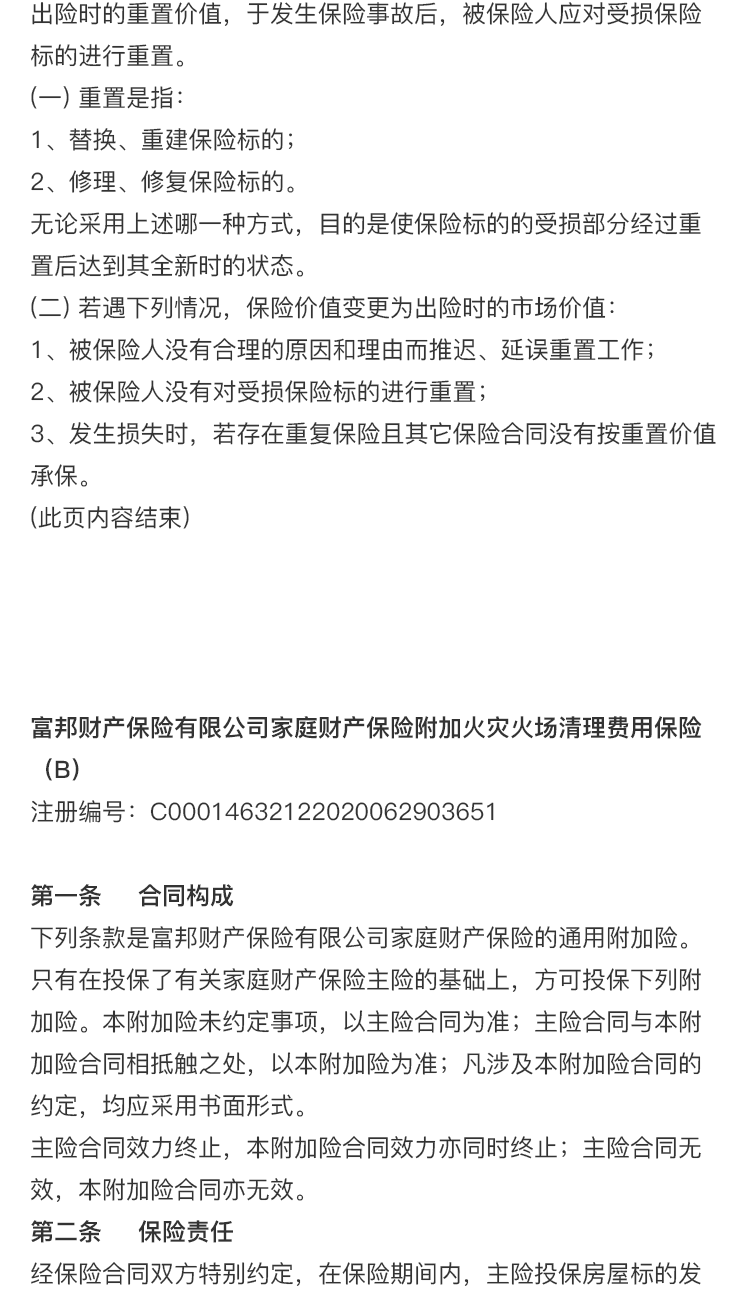 出险时的重置价值，于发生保险事故后，被保险人应对受损保险
标的进行重置。
(一) 重置是指：
1、替换、重建保险标的；
2、修理、修复保险标的。
无论采用上述哪一种方式，目的是使保险标的的受损部分经过重
置后达到其全新时的状态。
(二) 若遇下列情况，保险价值变更为出险时的市场价值：
1、被保险人没有合理的原因和理由而推迟、延误重置工作；
2、被保险人没有对受损保险标的进行重置；
3、发生损失时，若存在重复保险且其它保险合同没有按重置价值
承保。
(此页内容结束)
富邦财产保险有限公司家庭财产保险附加火灾火场清理费用保险
（B）
注册编号：C00014632122020062903651
第一条 合同构成
下列条款是富邦财产保险有限公司家庭财产保险的通用附加险。
只有在投保了有关家庭财产保险主险的基础上，方可投保下列附
加险。本附加险未约定事项，以主险合同为准；主险合同与本附
加险合同相抵触之处，以本附加险为准；凡涉及本附加险合同的
约定，均应采用书面形式。
主险合同效力终止，本附加险合同效力亦同时终止；主险合同无
效，本附加险合同亦无效。
第二条 保险责任
经保险合同双方特别约定，在保险期间内，主险投保房屋标的发